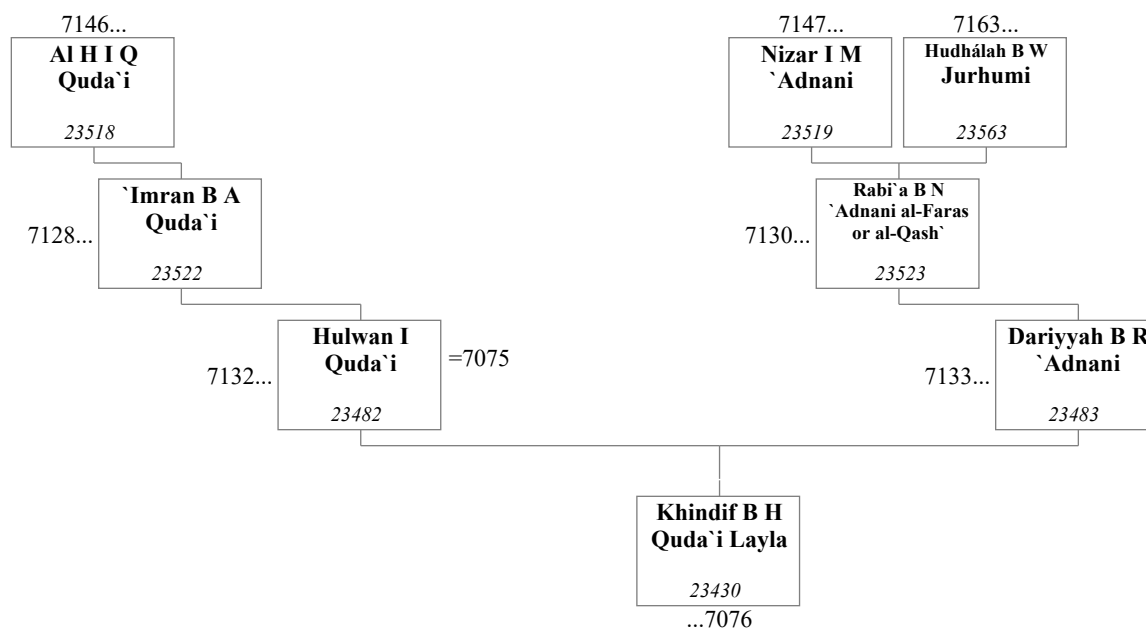 7146...
Al H I Q
Quda`i
23518
7147...
Nizar I M
`Adnani
23519
7163...
Hudhálah B W
Jurhumi
23563
7128...
`Imran B A
Quda`i
23522
7130...
Rabi`a B N
`Adnani al-Faras
or al-Qash`
23523
7132...
Hulwan I
Quda`i
23482
=7075
7133...
Dariyyah B R
`Adnani
23483
Khindif B H
Quda`i Layla
23430
...7076